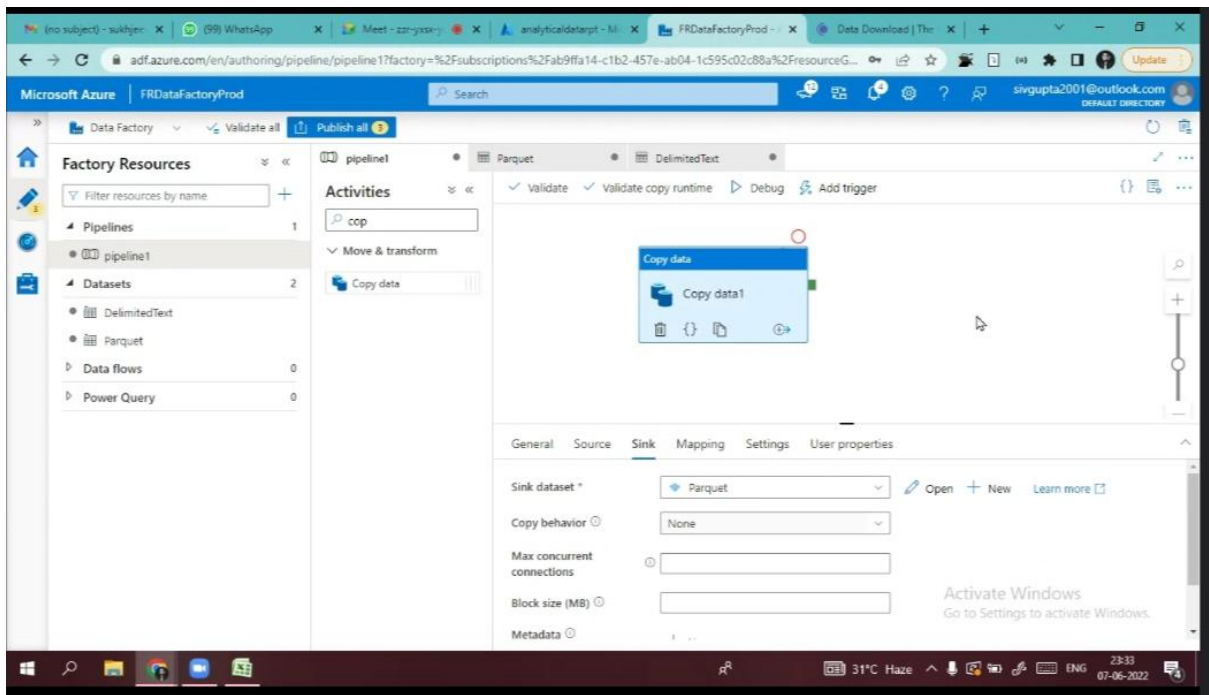 (no subject) - sukhjer
(99) WhatsApp
Meet - zzr-yxsx-y
analyticaldatarpt - Mi
FRDataFactoryProd -
Data Download | The
adf.azure.com/en/authoring/pipeline/pipeline1?factory=%2Fsubscriptions%2Fab9ffa14-c1b2-457e-ab04-1c595c02c88a%2FresourceG...
Update
Microsoft Azure FRDataFactoryProd
Search
sivgupta2001@outlook.com
DEFAULT DIRECTORY
Data Factory Validate all Publish all 3
Factory Resources
Filter resources by name
Pipelines 1
pipeline1
Datasets 2
DelimitedText
Parquet
Data flows 0
Power Query 0
pipeline1 Parquet DelimitedText
Activities
cop
Move & transform
Copy data
Validate Validate copy runtime Debug Add trigger
Copy data
Copy data1
General Source Sink Mapping Settings User properties
Sink dataset * Parquet Open New Learn more
Copy behavior None
Max concurrent
connections
Block size (MB)
Metadata
Activate Windows
Go to Settings to activate Windows.
31°C Haze ENG 23:33
07-06-2022